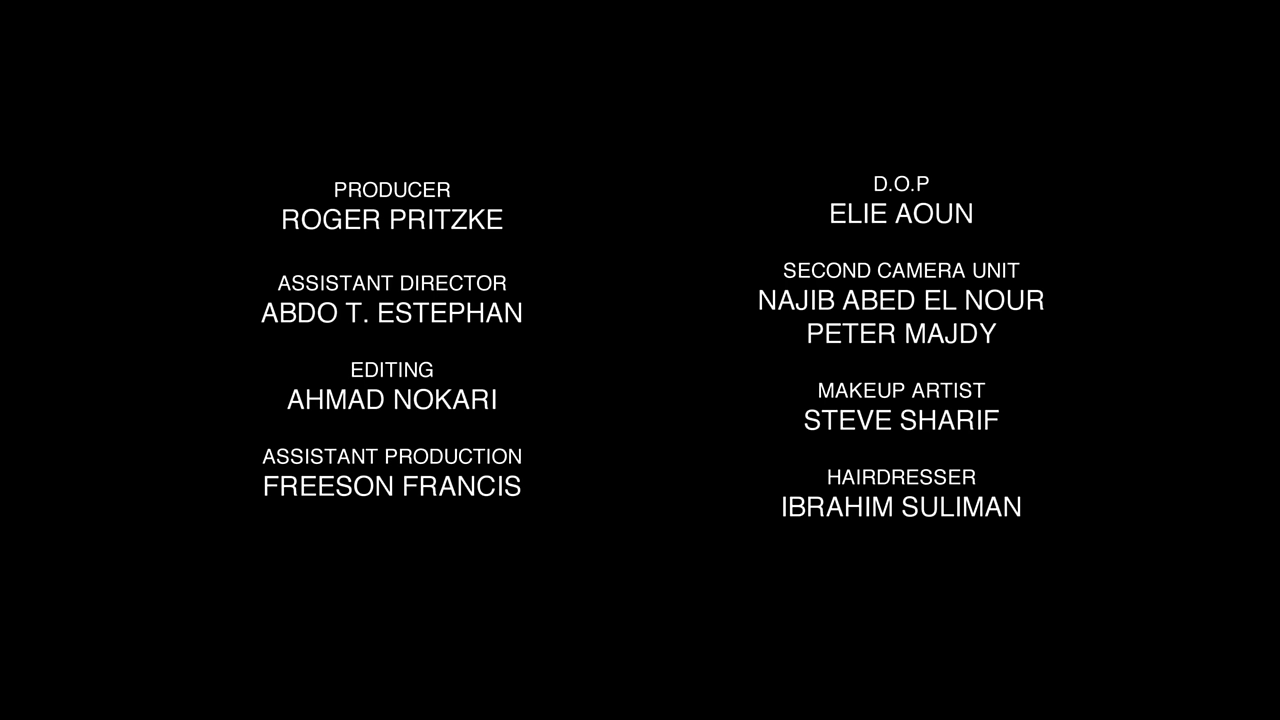 PRODUCER
ROGER PRITZKE
ASSISTANT DIRECTOR
ABDO T. ESTEPHAN
EDITING
AHMAD NOKARI
ASSISTANT PRODUCTION
FREESON FRANCIS
D.O.P
ELIE AOUN
SECOND CAMERA UNIT
NAJIB ABED EL NOUR
PETER MAJDY
MAKEUP ARTIST
STEVE SHARIF
HAIRDRESSER
IBRAHIM SULIMAN